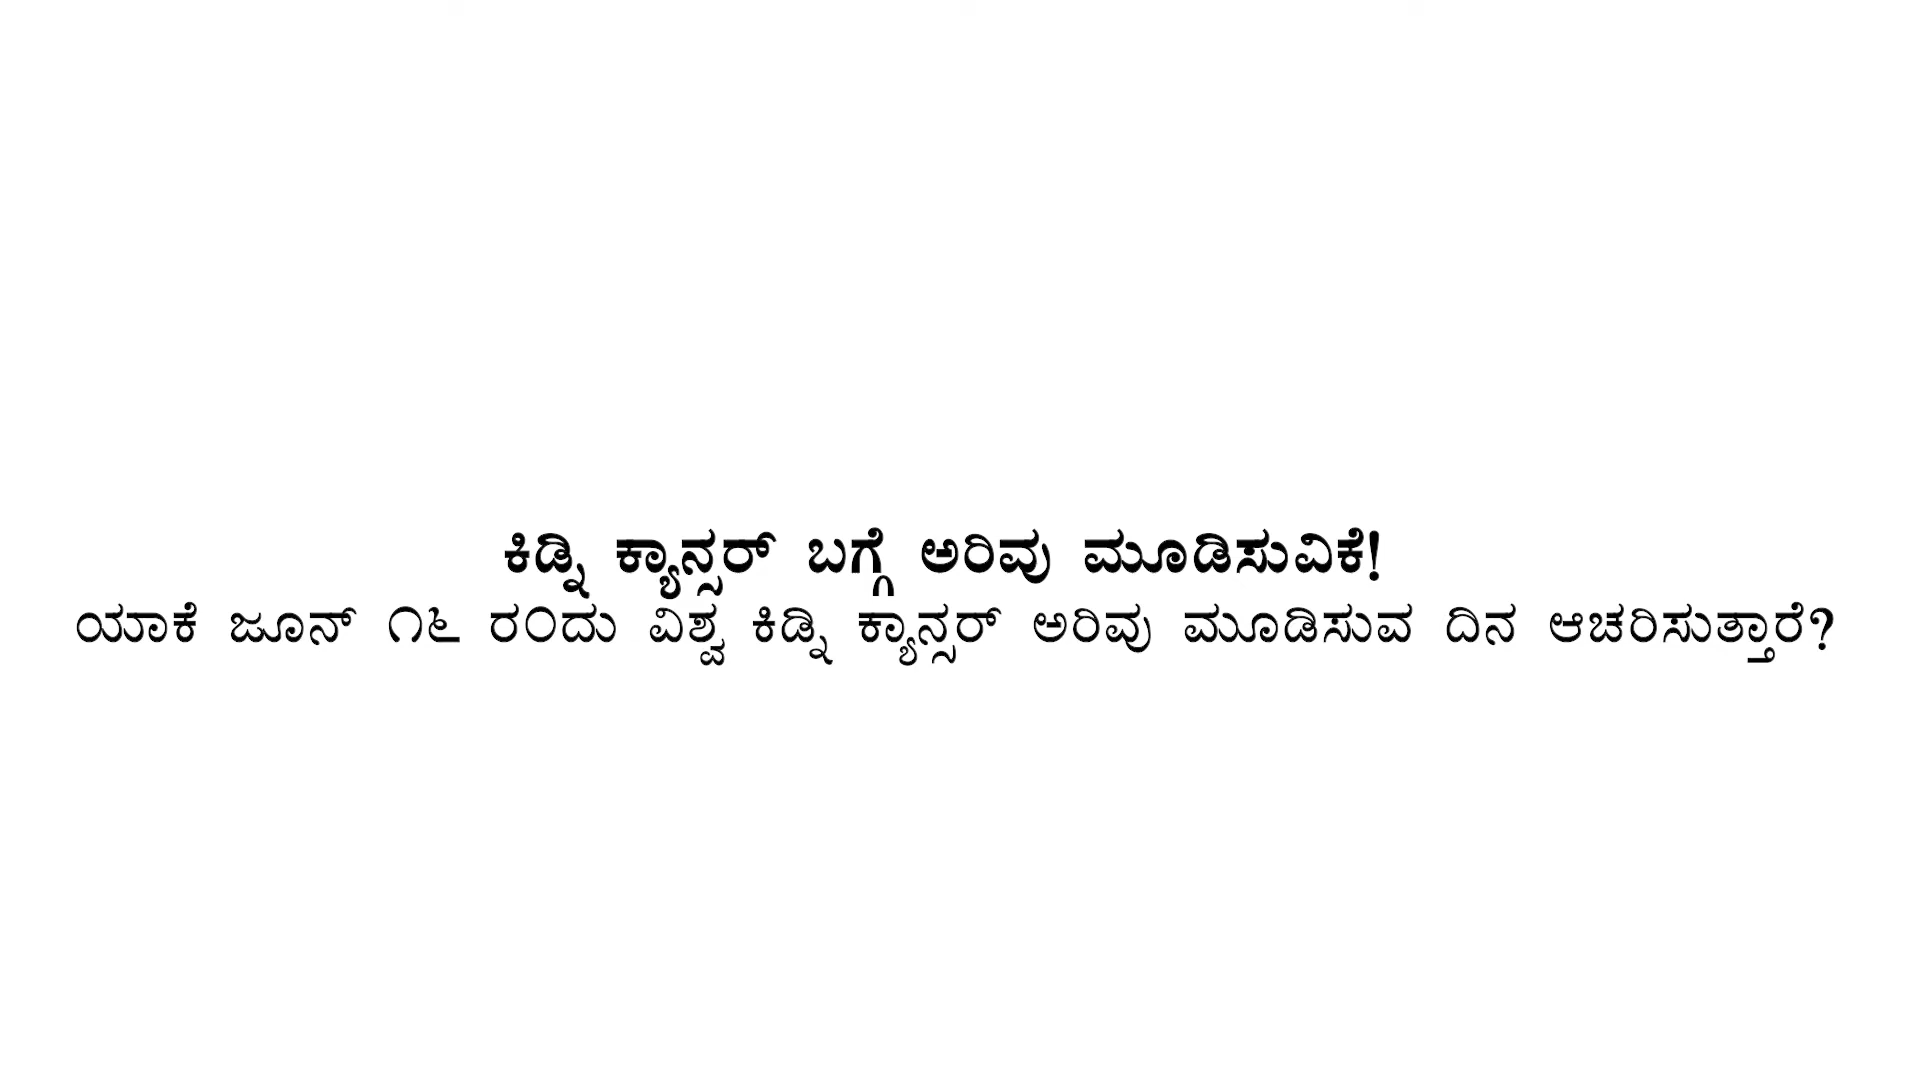 ಕಿಡ್ನಿ ಕ್ಯಾನ್ಸರ್ ಬಗ್ಗೆ ಅರಿವು ಮೂಡಿಸುವಿಕೆ!
ಯಾಕೆ ಜೂನ್ ೧೬ ರಂದು ವಿಶ್ವ ಕಿಡ್ನಿ ಕ್ಯಾನ್ಸರ್ ಅರಿವು ಮೂಡಿಸುವ ದಿನ ಆಚರಿಸುತ್ತಾರೆ?